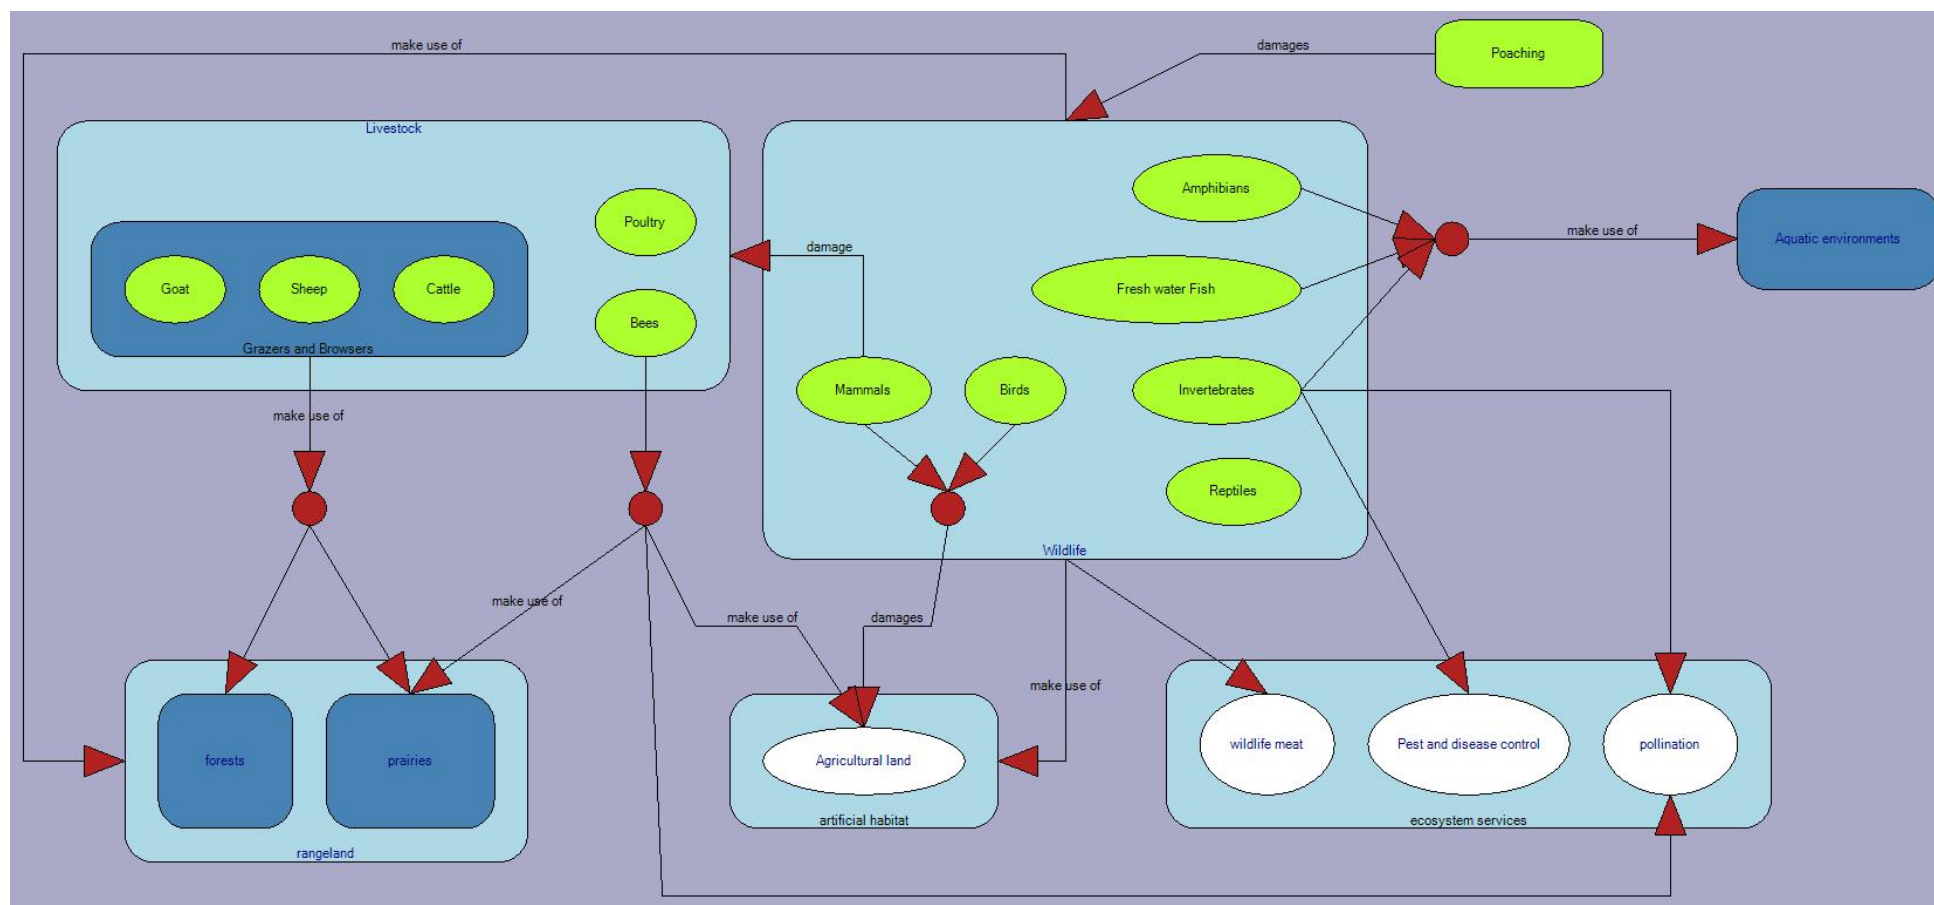 make use of
damages
Poaching
Livestock
Amphibians
Poultry
make use of
Aquatic environments
damage
Goat
Sheep
Cattle
Fresh water Fish
Bees
Grazers and Browsers
Mammals
Birds
Invertebrates
make use of
Reptiles
Wildlife
make use of
make use of
damages
make use of
forests
prairies
Agricultural land
wildlife meat
Pest and disease control
pollination
artificial habitat
ecosystem services
rangeland